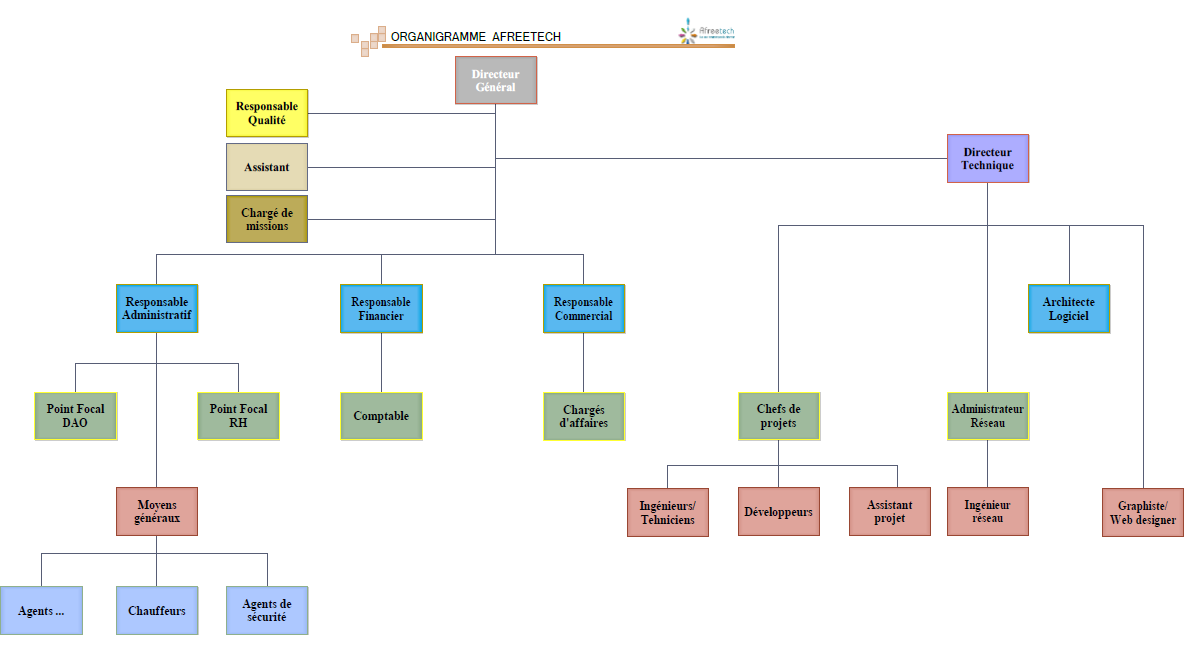 ORGANIGRAMME AFREETECH
Afreetech
Directeur
Général
Responsable
Qualité
Assistant
Chargé de
missions
Directeur
Technique
Responsable
Administratif
Responsable
Financier
Responsable
Commercial
Architecte
Logiciel
Point Focal
DAO
Point Focal
RH
Comptable
Chargés
d'affaires
Chefs de
projets
Administrateur
Réseau
Moyens
généraux
Ingénieurs/
Tehniciens
Développeurs
Assistant
projet
Ingénieur
réseau
Graphiste/
Web designer
Agents ...
Chauffeurs
Agents de
sécurité